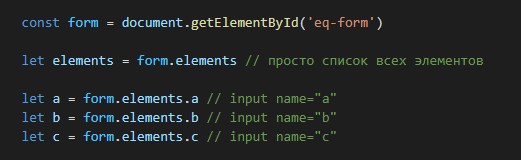 const form = document.getElementById('eq-form')
let elements = form.elements // просто список всех элементов
let a = form.elements.a // input name="a"
let b = form.elements.b // input name="b"
let c = form.elements.c // input name="c"